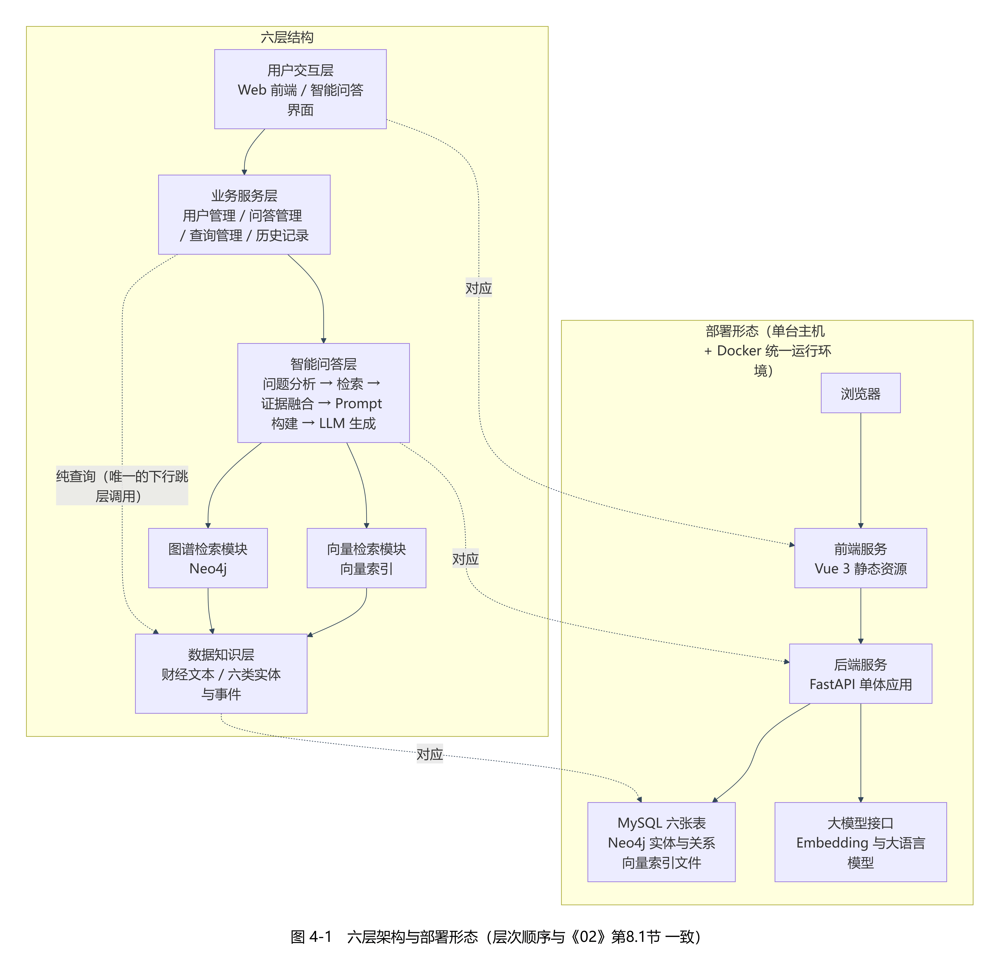 六层结构
用户交互层
Web 前端 / 智能问答
界面
业务服务层
用户管理 / 问答管理
/ 查询管理 / 历史记录
对应
智能问答层
问题分析 → 检索 →
证据融合 → Prompt
构建 → LLM 生成
纯查询（唯一的下行跳
层调用）
图谱检索模块
Neo4j
向量检索模块
向量索引
对应
数据知识层
财经文本 / 六类实体
与事件
对应
部署形态（单台主机
+ Docker 统一运行环
境）
浏览器
前端服务
Vue 3 静态资源
后端服务
FastAPI 单体应用
MySQL 六张表
Neo4j 实体与关系
向量索引文件
大模型接口
Embedding 与大语言
模型
图 4-1　六层架构与部署形态（层次顺序与《02》第8.1节 一致）